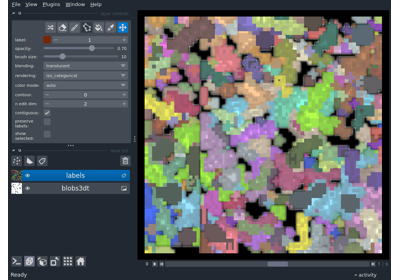 File View Plugins Window Help
label: 1
opacity: 0.70
brush size: 10
blending: translucent
rendering: iso_categorical
color mode: auto
contour: 0
n edit dim: 2
contiguous:
preserve labels:
show selected:
labels
blobs3dt
Ready
activity